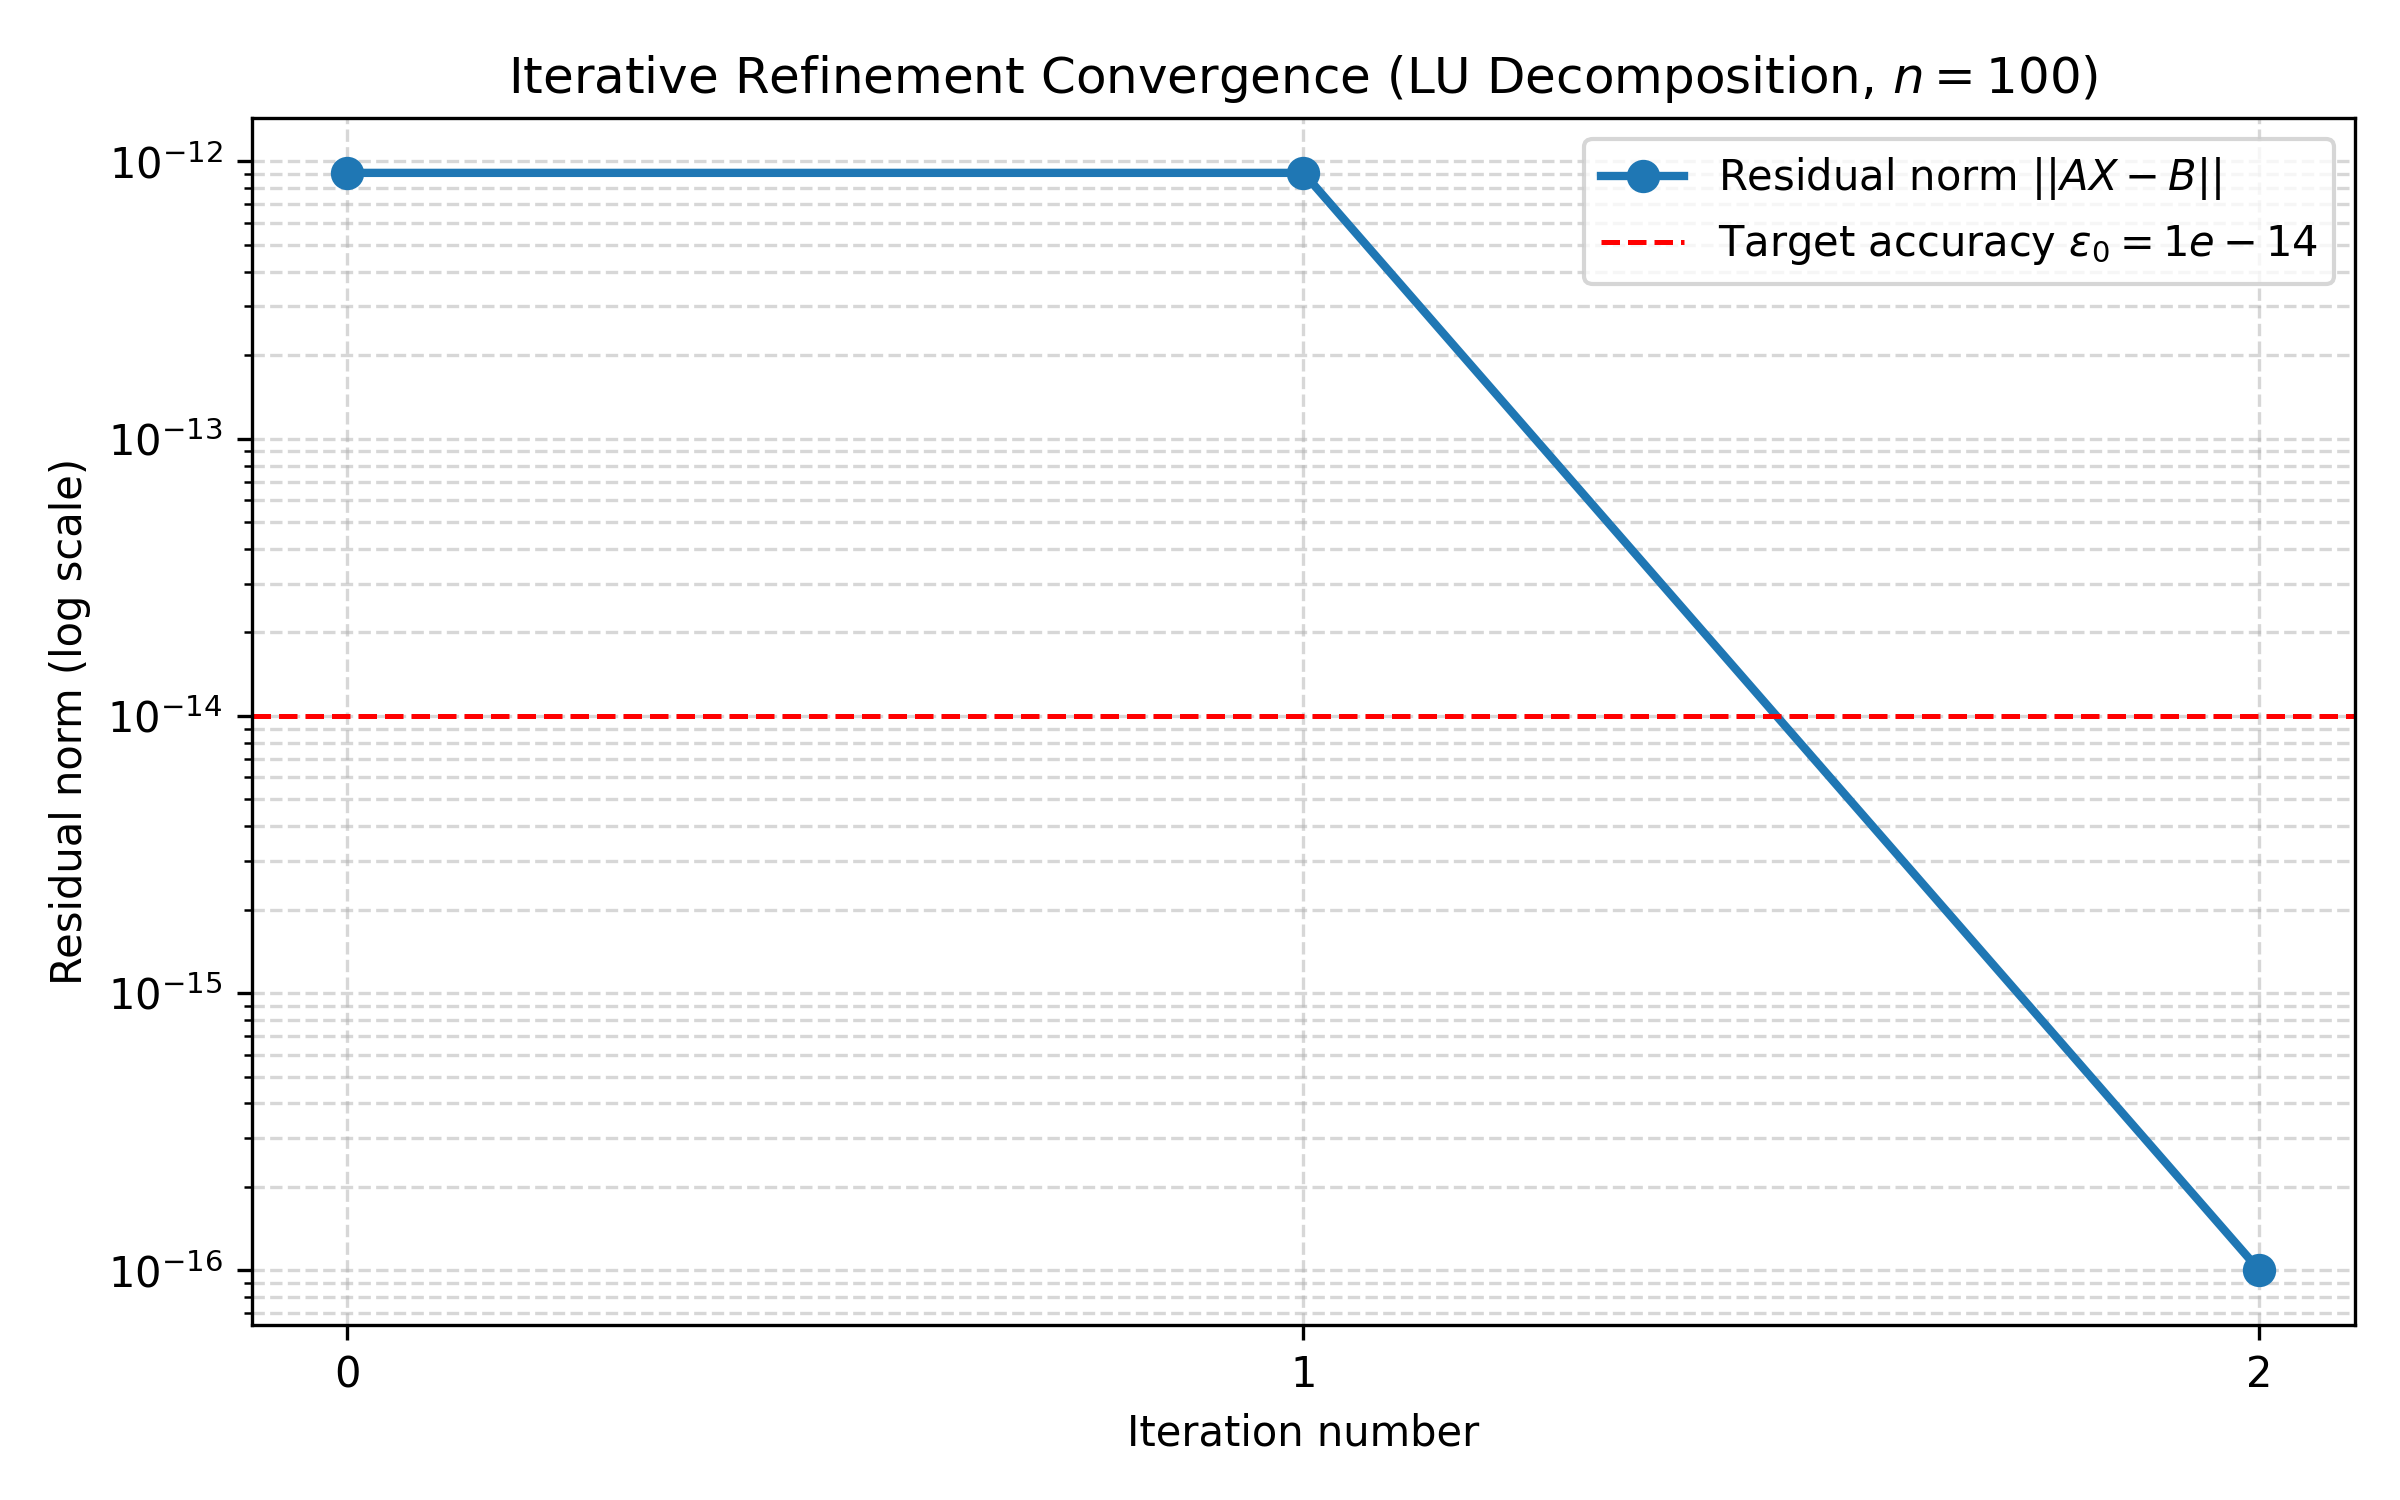 Iterative Refinement Convergence (LU Decomposition, n = 100)
Residual norm ||AX − B||
Target accuracy ε₀ = 1e − 14
Residual norm (log scale)
10⁻¹²
10⁻¹³
10⁻¹⁴
10⁻¹⁵
10⁻¹⁶
0 1 2
Iteration number